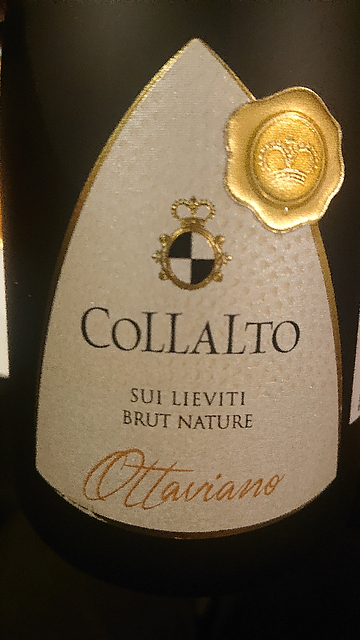 COLLALTO
SUI LIEVITI
BRUT NATURE
Ottaviano